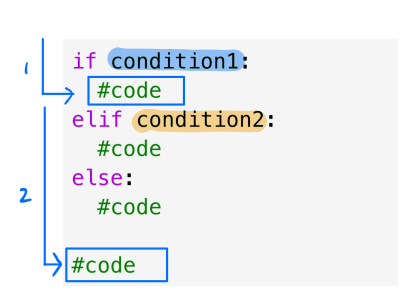 if condition1:
1
#code
elif condition2:
#code
else:
2
#code
#code